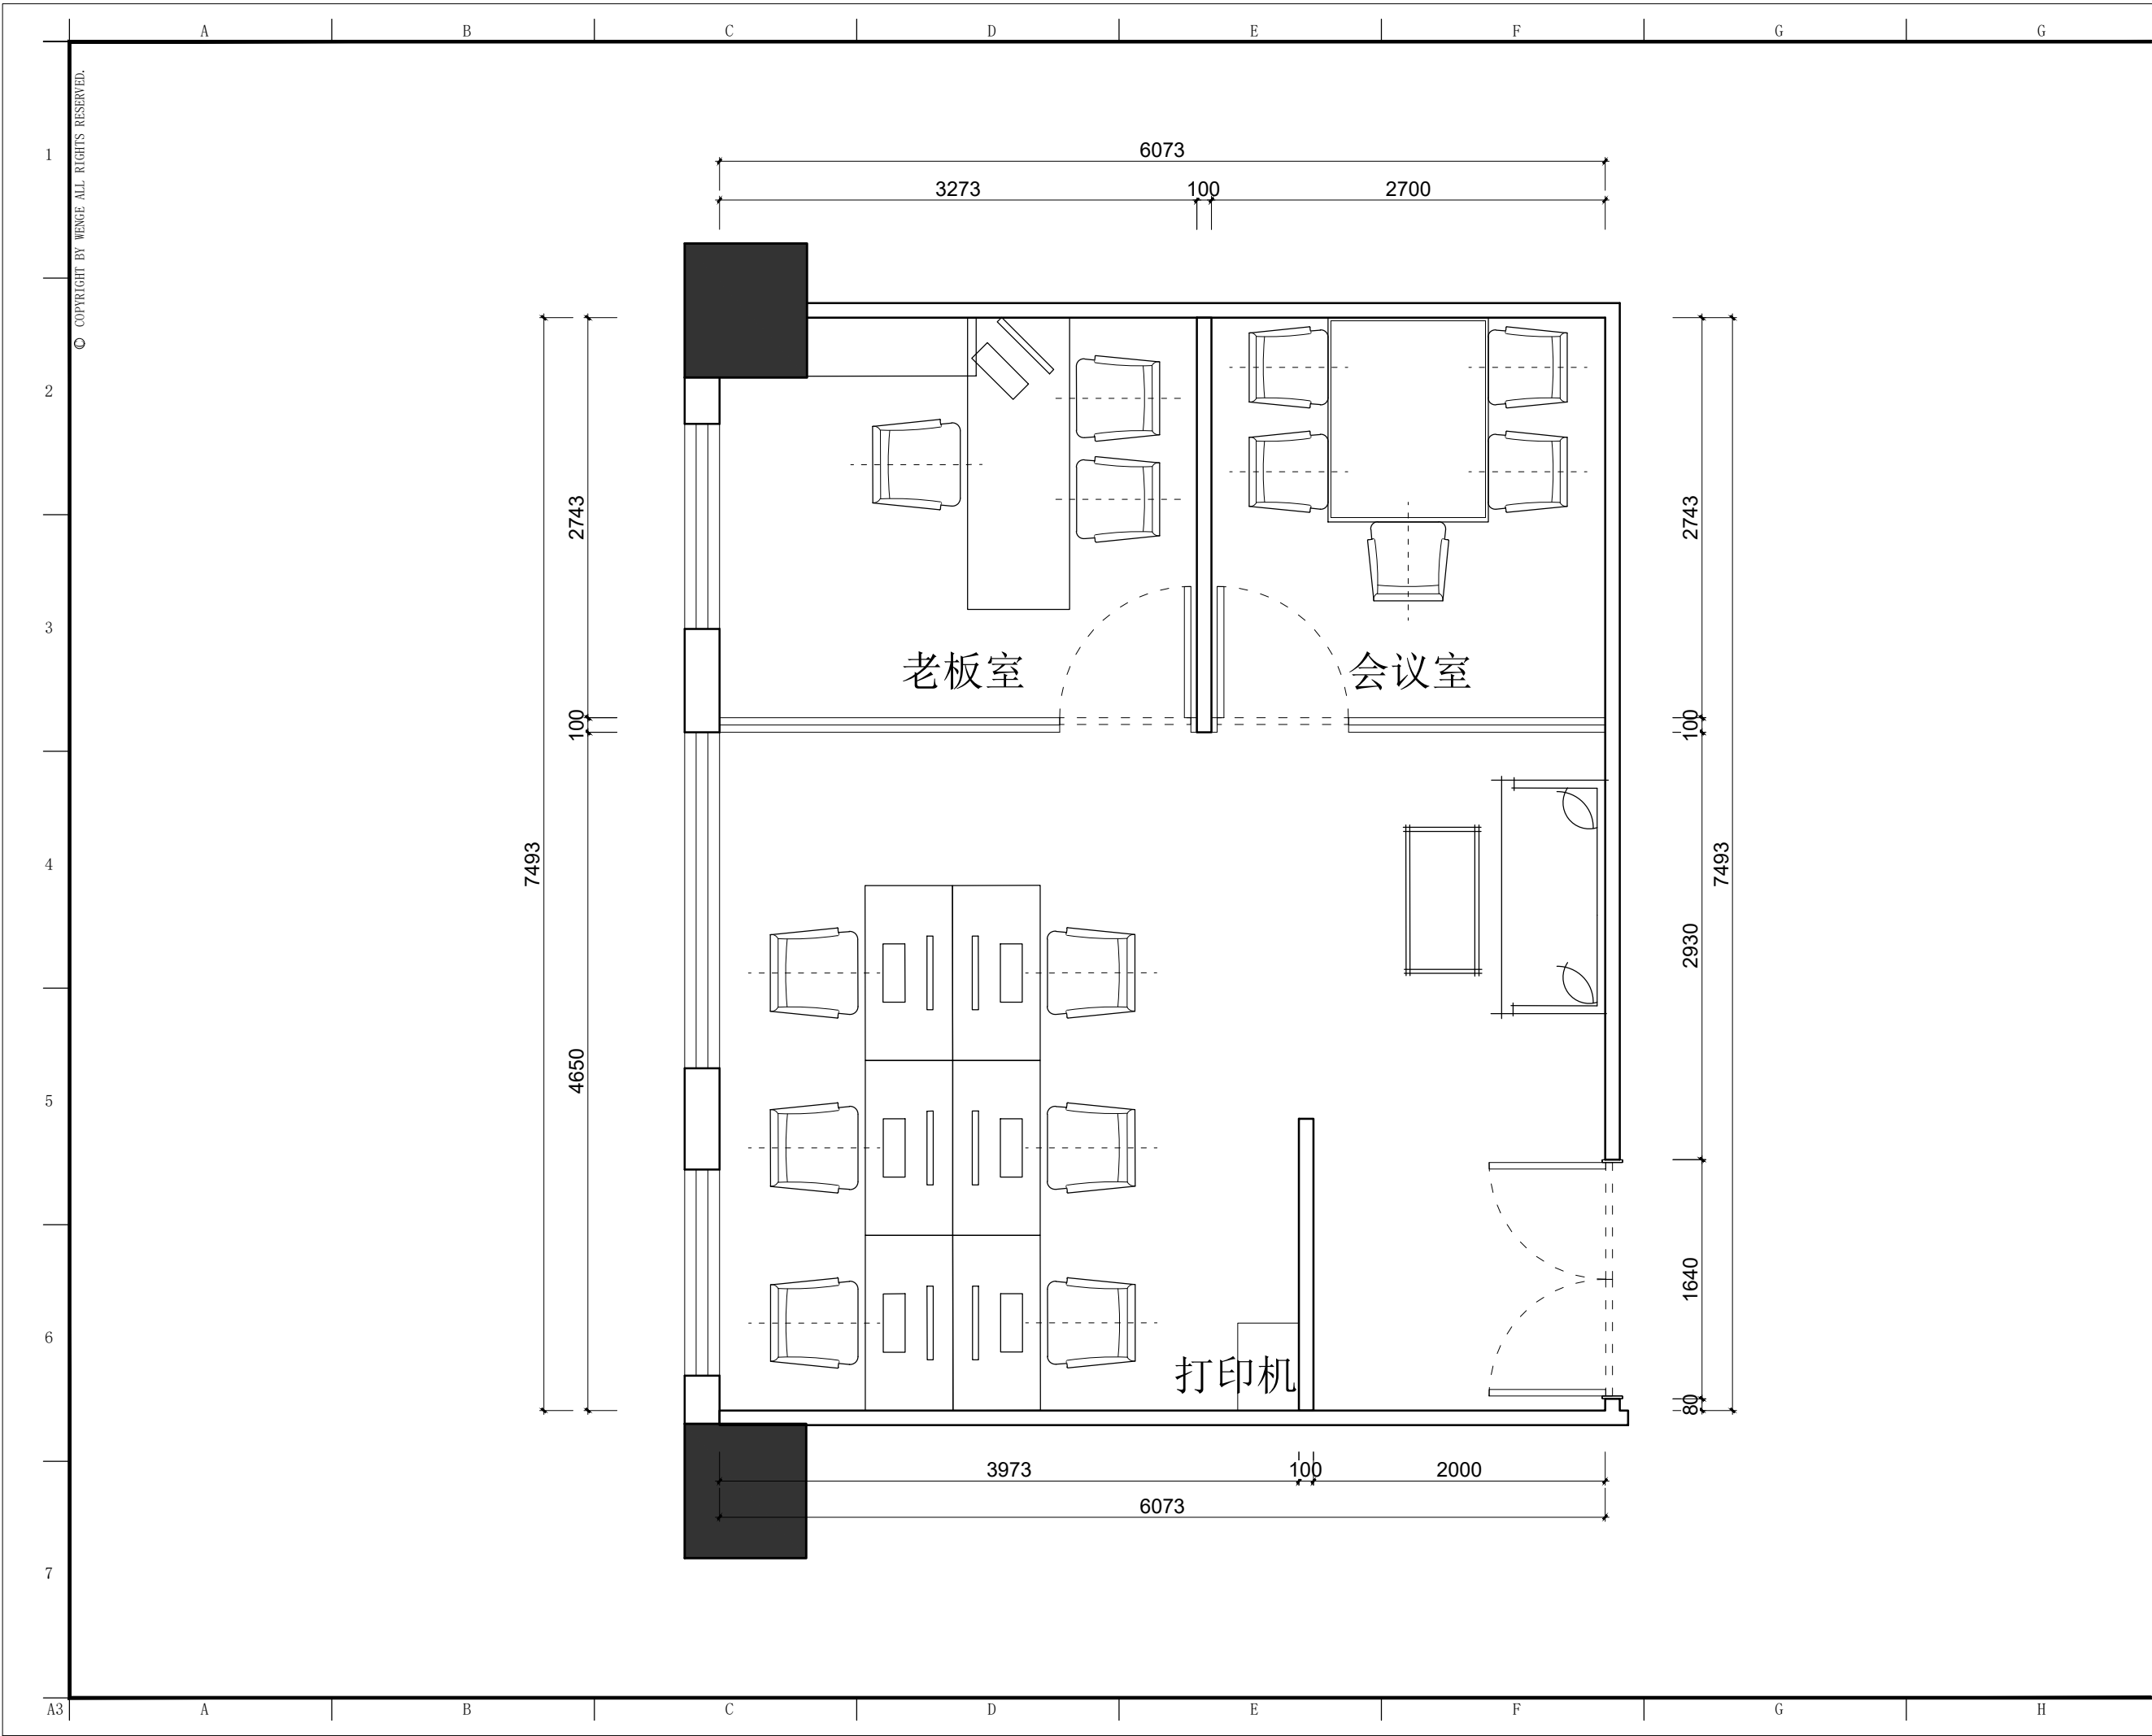 A B C D E F G G
© COPYRIGHT BY WENGE ALL RIGHTS RESERVED.
1
6073
3273 100 2700
2
2743
2743
3
老板室
会议室
100
100
4
7493
7493
2930
4650
5
1640
6
打印机
80
3973 100 2000
6073
7
A3 A B C D E F G H